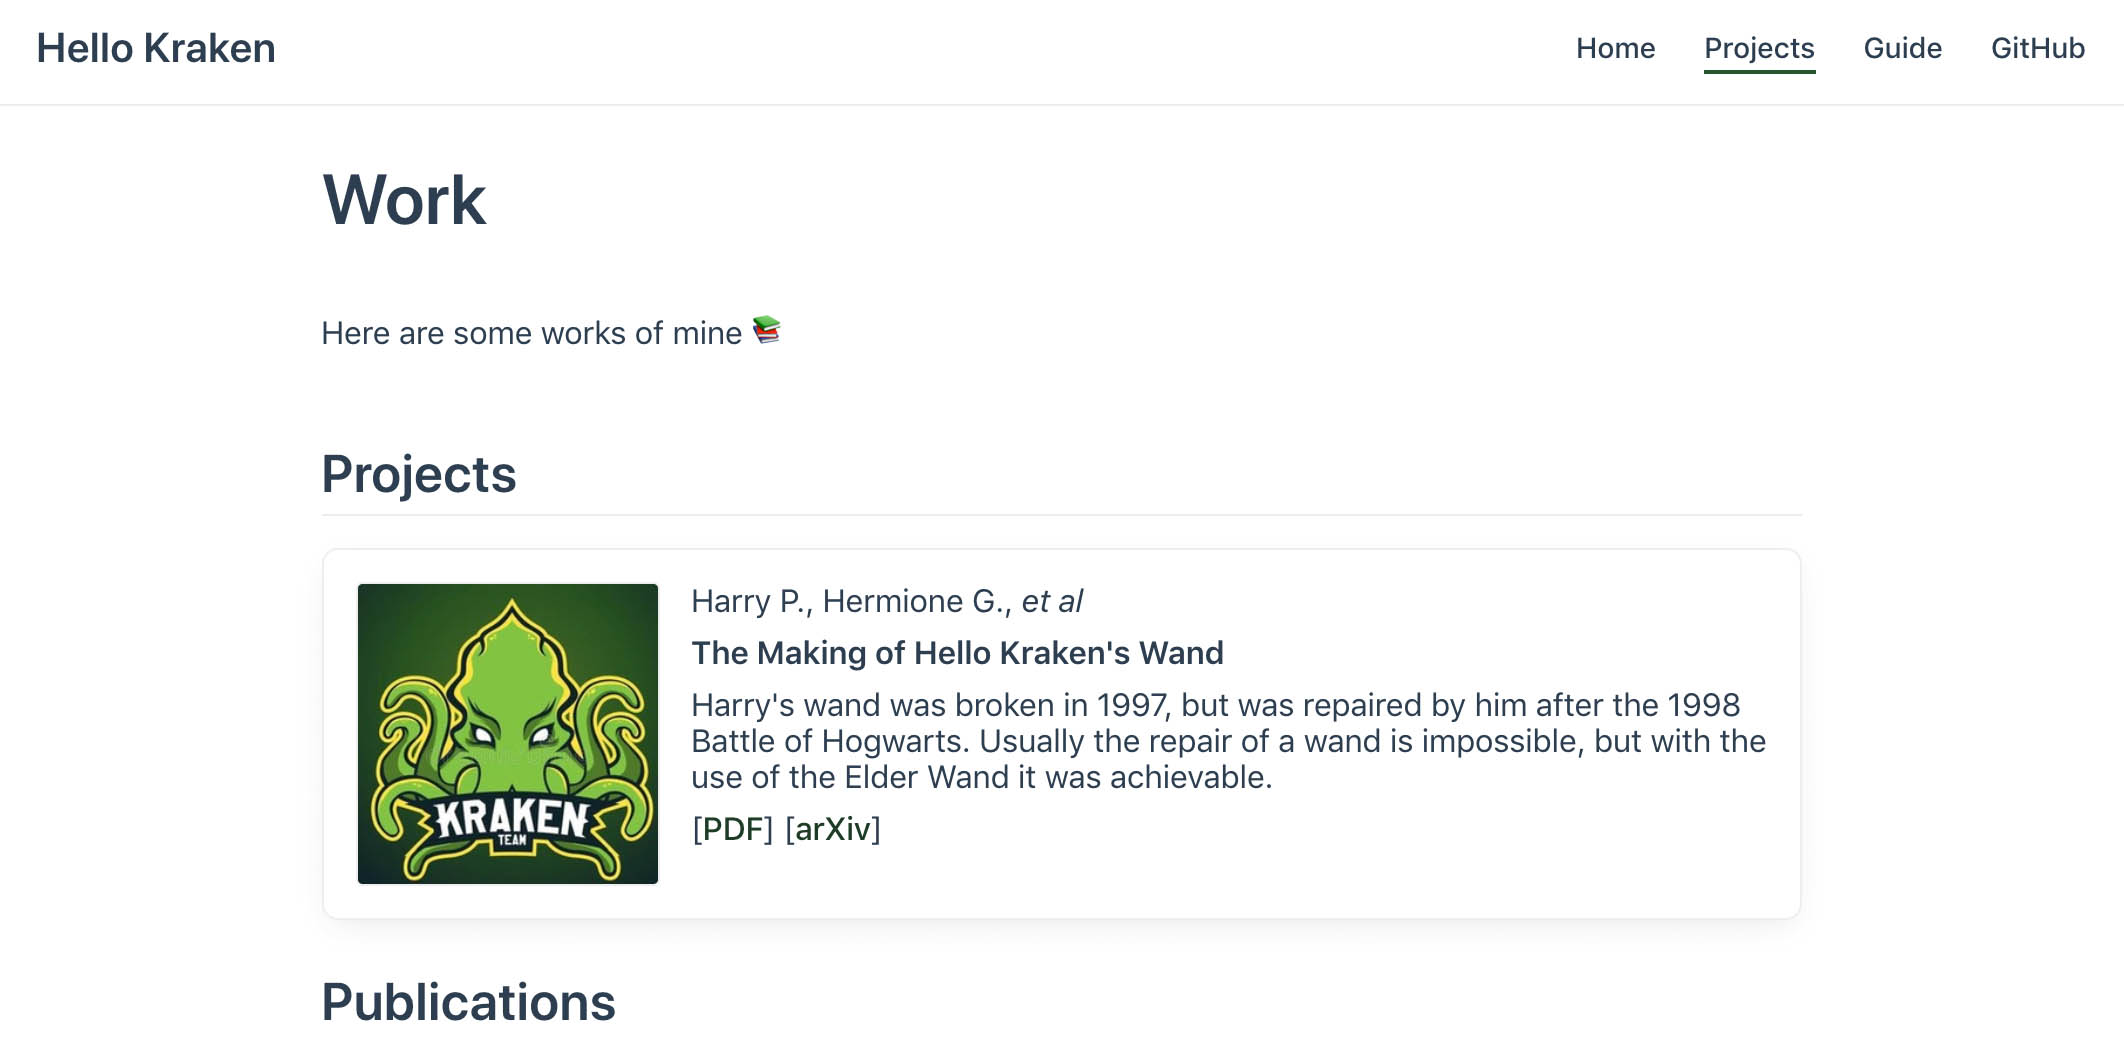 Hello Kraken
Home Projects Guide GitHub
Work
Here are some works of mine 📚
Projects
Harry P., Hermione G., et al
The Making of Hello Kraken's Wand
Harry's wand was broken in 1997, but was repaired by him after the 1998
Battle of Hogwarts. Usually the repair of a wand is impossible, but with the
use of the Elder Wand it was achievable.
[PDF] [arXiv]
KRAKEN
TEAM
Publications